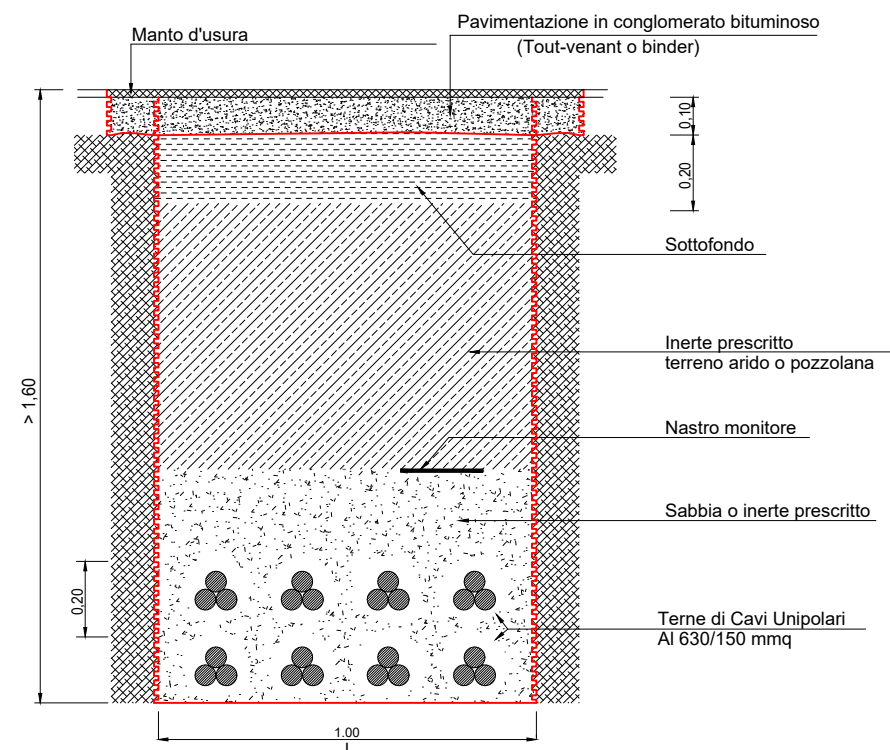 Manto d'usura
Pavimentazione in conglomerato bituminoso
(Tout-venant o binder)
0,10
0,20
Sottofondo
Inerte prescritto
terreno arido o pozzolana
> 1,60
Nastro monitore
Sabbia o inerte prescritto
0,20
Terne di Cavi Unipolari
Al 630/150 mmq
1.00